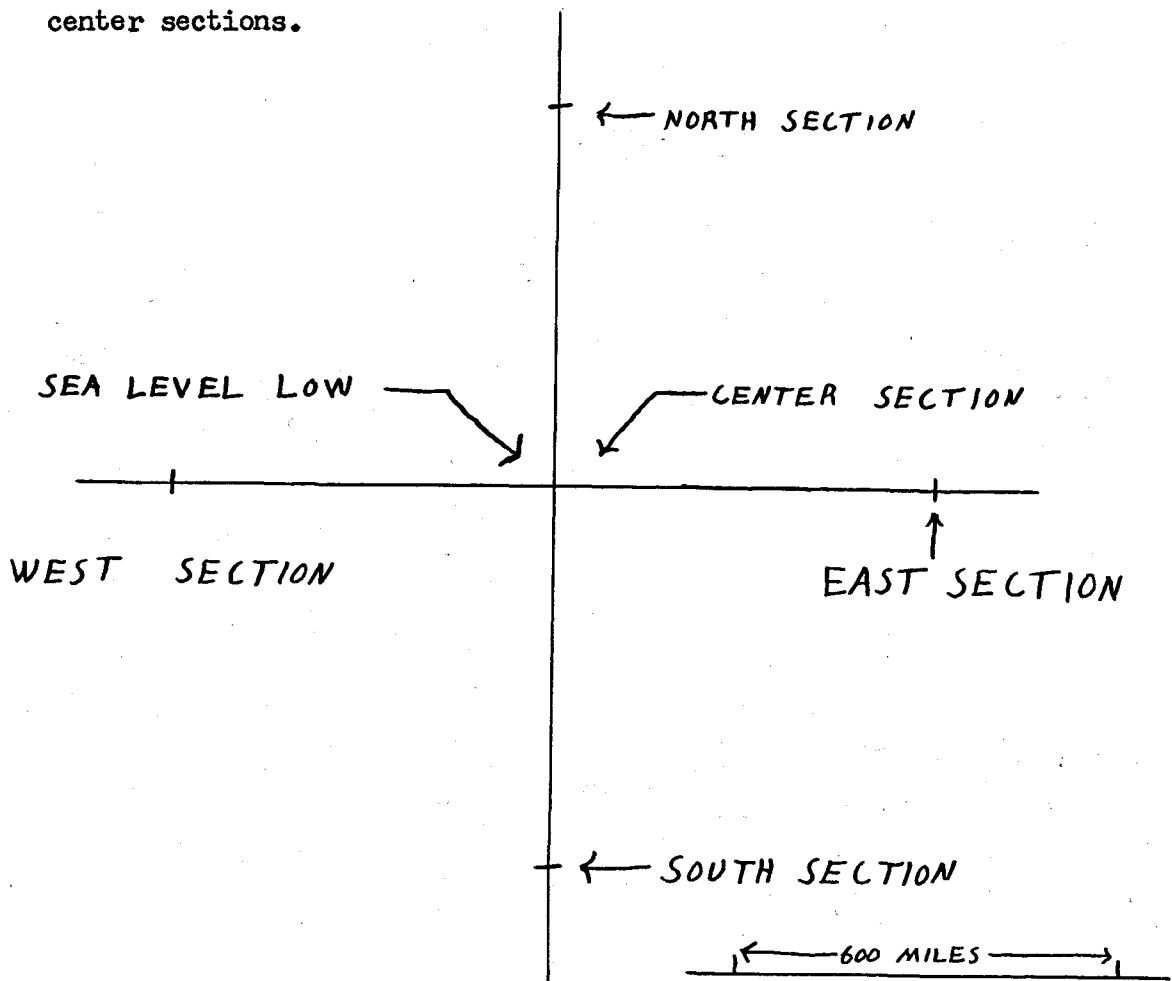 center sections.
NORTH SECTION
SEA LEVEL LOW
CENTER SECTION
WEST SECTION
EAST SECTION
SOUTH SECTION
600 MILES